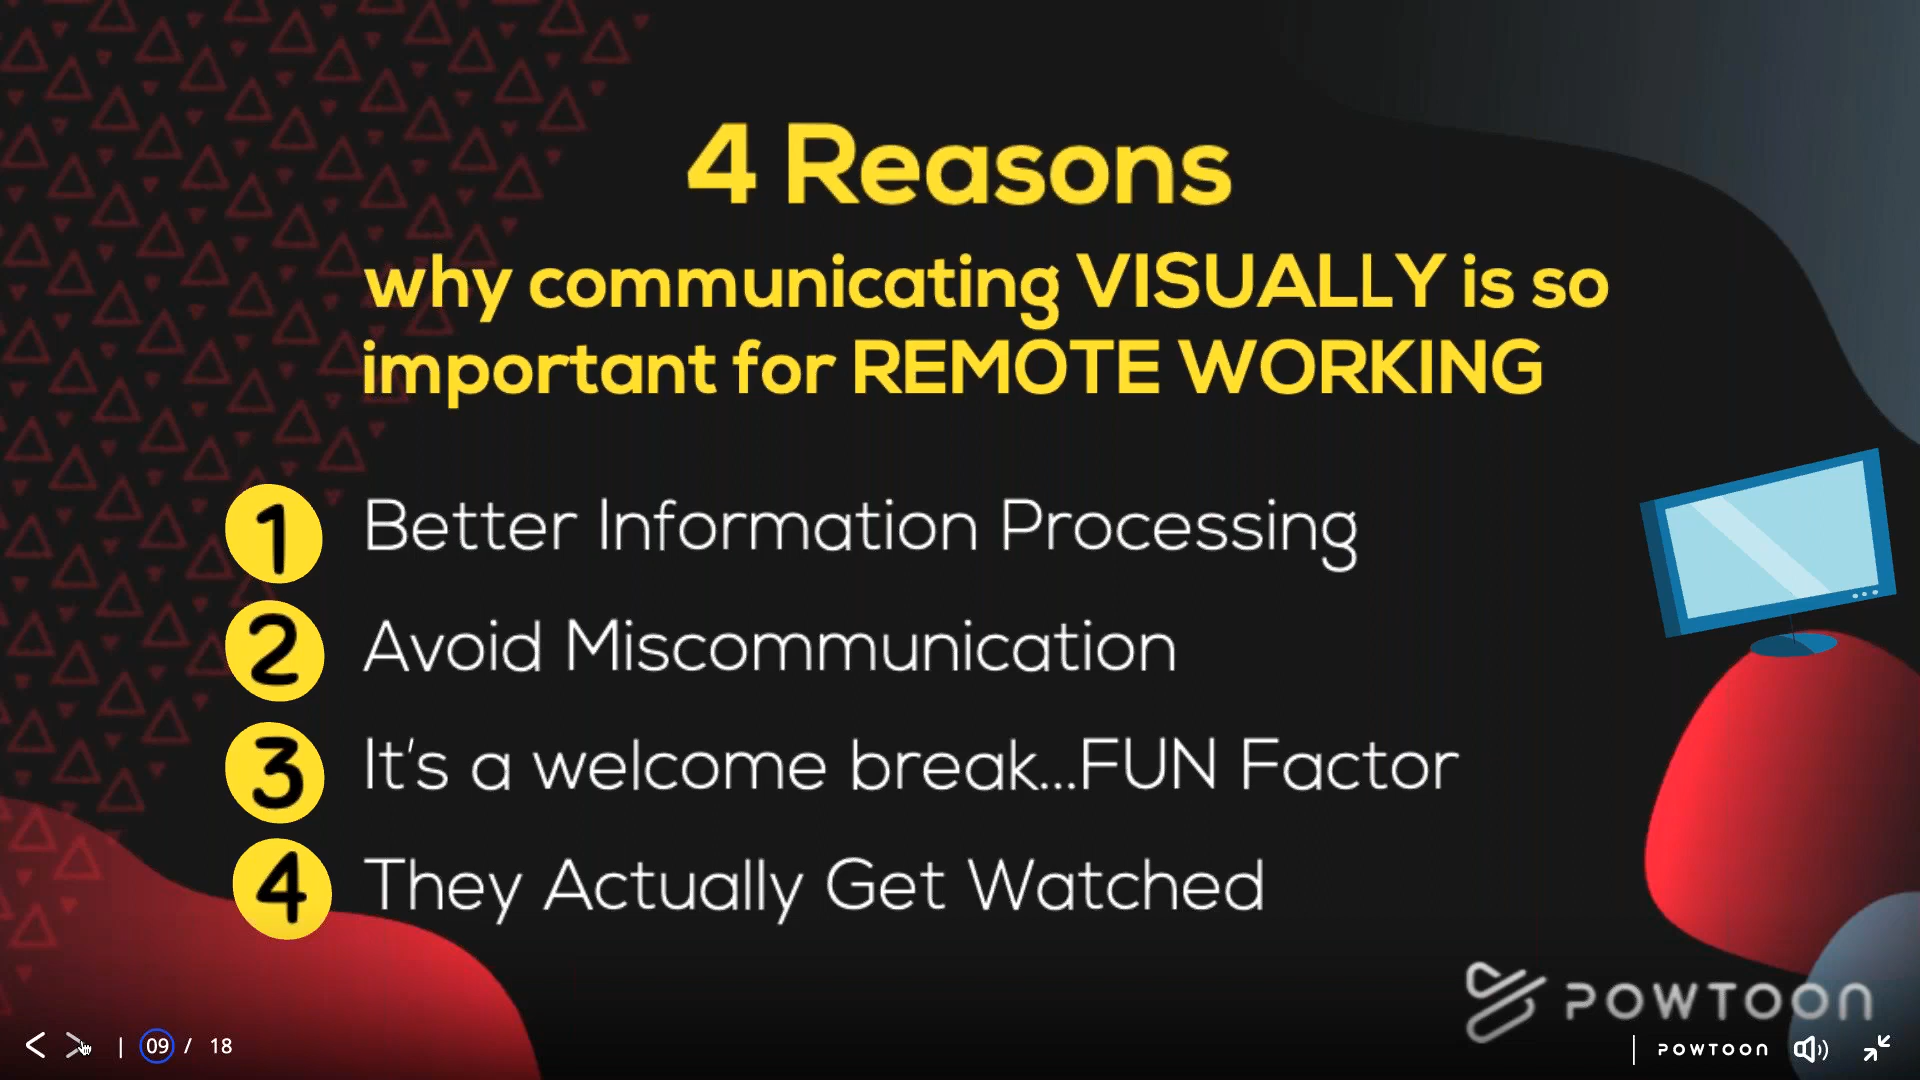 4 Reasons
why communicating VISUALLY is so
important for REMOTE WORKING
1 Better Information Processing
2 Avoid Miscommunication
3 It's a welcome break...FUN Factor
4 They Actually Get Watched
POWTOON
| 09 / 18
| POWTOON